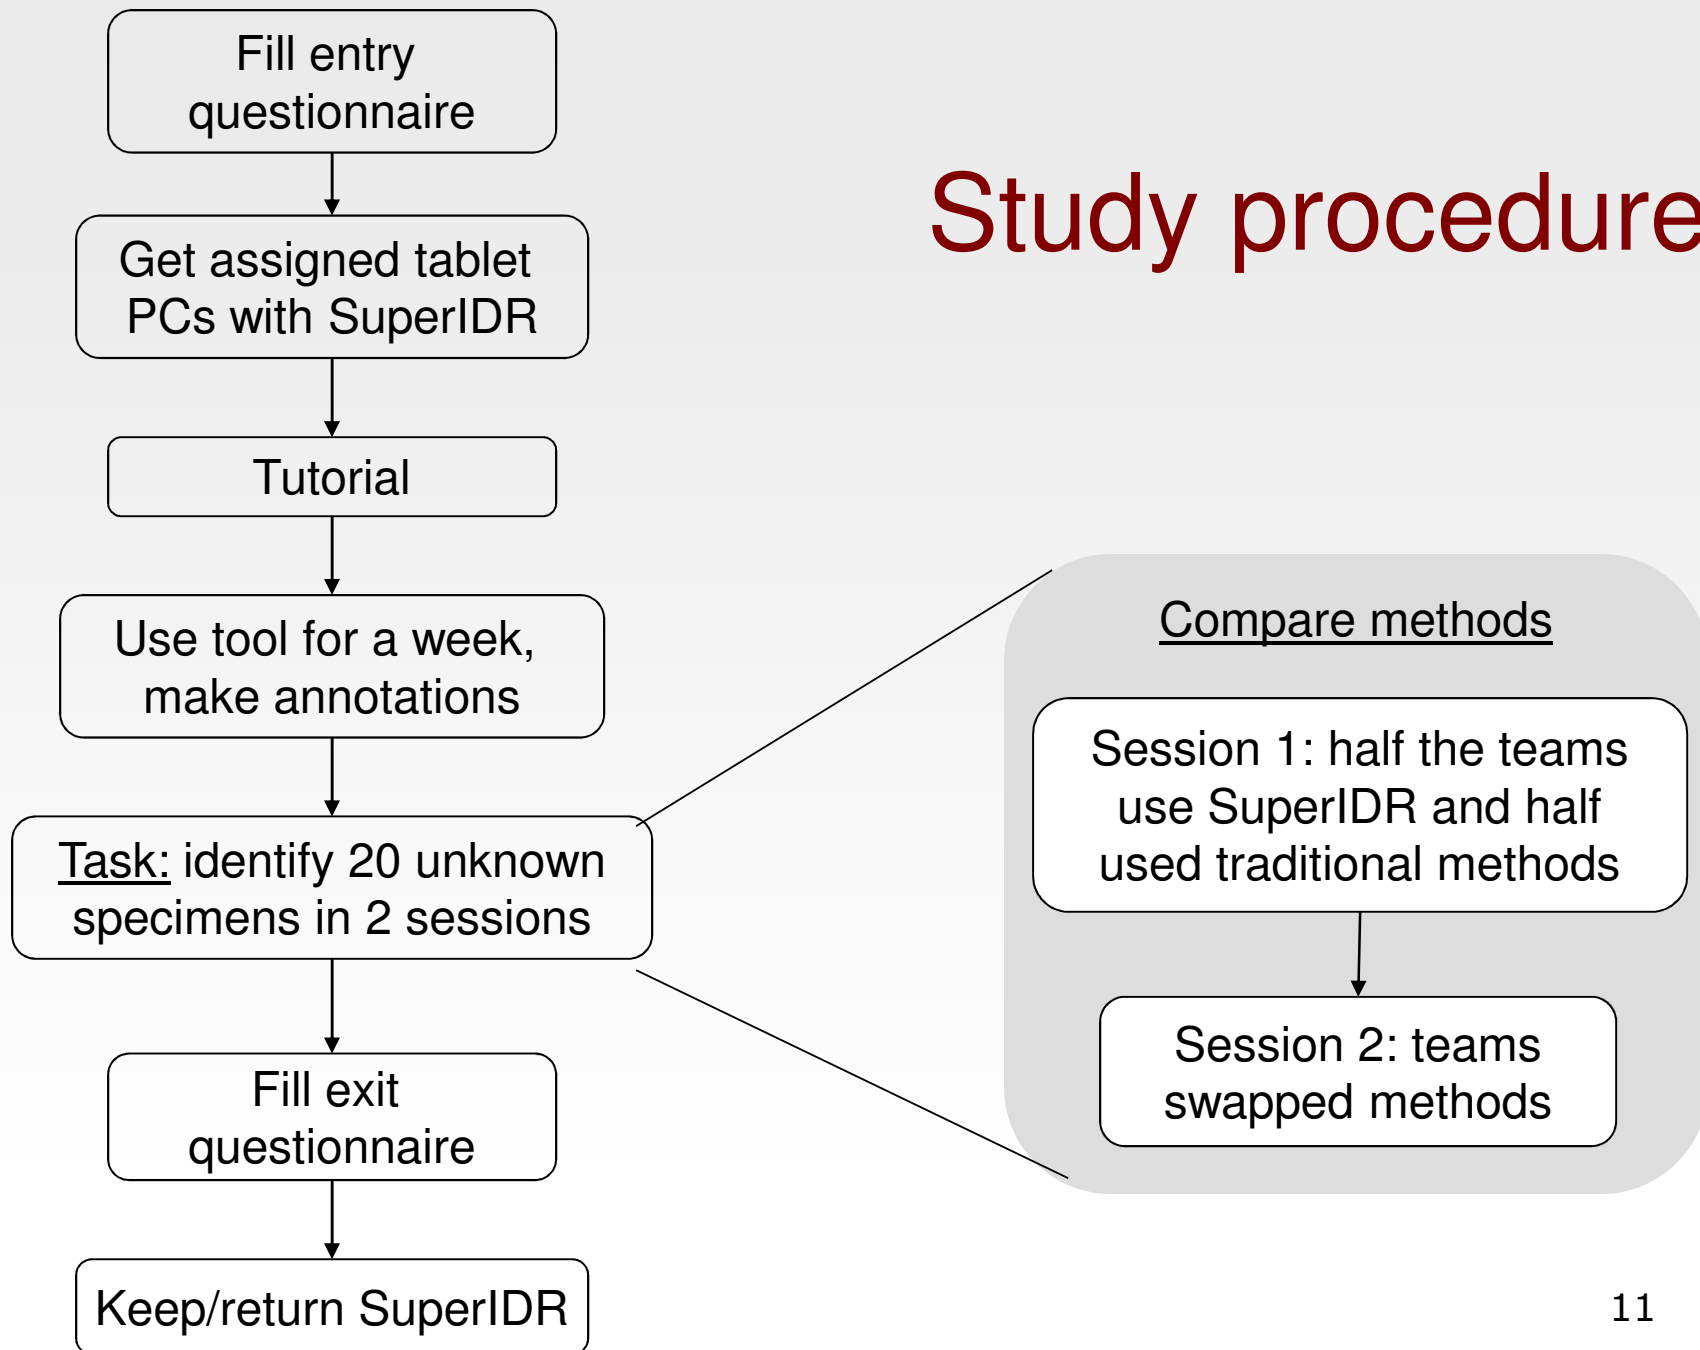 Fill entry
questionnaire
Study procedure
Get assigned tablet
PCs with SuperIDR
Tutorial
Use tool for a week,
make annotations
Task: identify 20 unknown
specimens in 2 sessions
Compare methods
Session 1: half the teams
use SuperIDR and half
used traditional methods
Session 2: teams
swapped methods
Fill exit
questionnaire
Keep/return SuperIDR
11